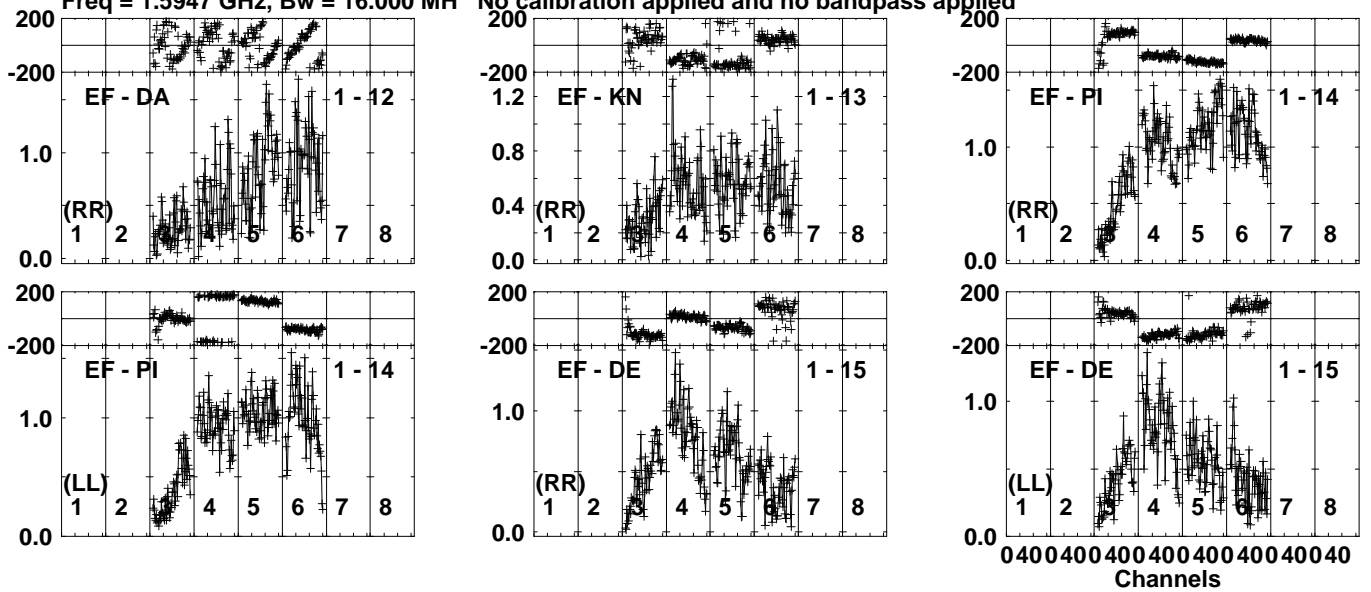 Freq = 1.5947 GHz, Bw = 16.000 MH No calibration applied and no bandpass applied
200
-200
EF - DA 1 - 12
1.0
(RR)
1 2 3 4 5 6 7 8
0.0
200
-200
EF - KN 1 - 13
1.2
0.8
0.4
(RR)
1 2 3 4 5 6 7 8
0.0
200
-200
EF - PI 1 - 14
1.0
(RR)
1 2 3 4 5 6 7 8
0.0
200
-200
EF - PI 1 - 14
1.0
(LL)
1 2 3 4 5 6 7 8
0.0
200
-200
EF - DE 1 - 15
1.0
(RR)
1 2 3 4 5 6 7 8
0.0
200
-200
EF - DE 1 - 15
1.0
(LL)
1 2 3 4 5 6 7 8
0.0
0 40 0 40 0 40 0 40 0 40 0 40 0 40 0 40
Channels